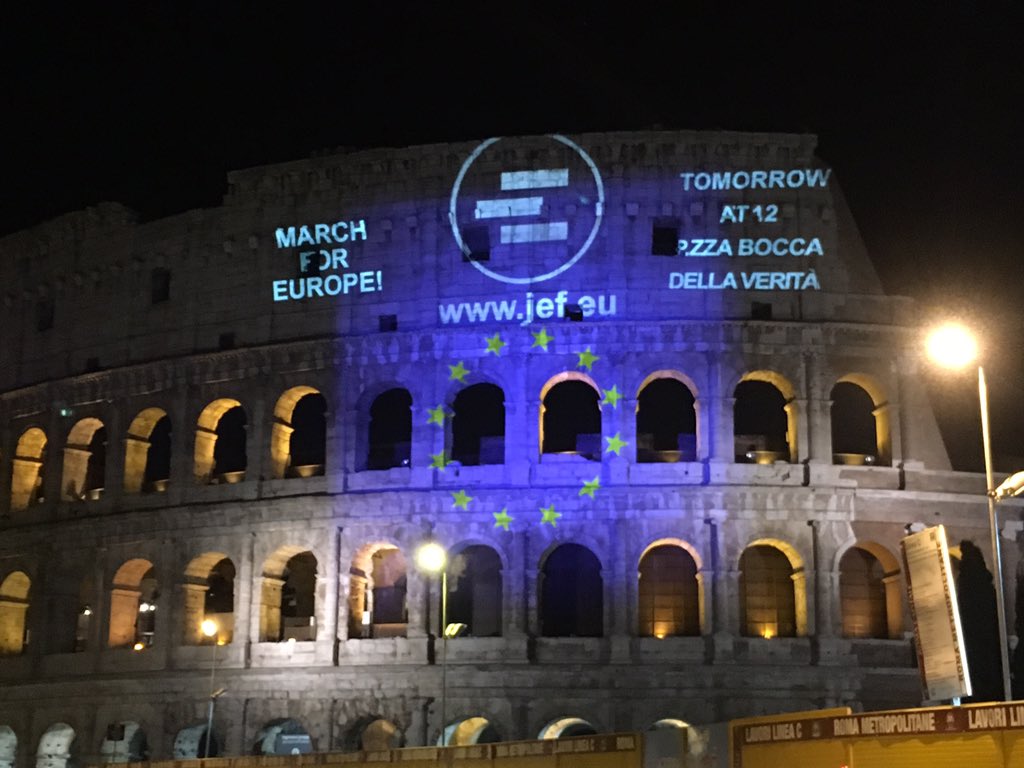 MARCH
FOR
EUROPE!
www.jef.eu
TOMORROW
AT 12
P.ZZA BOCCA
DELLA VERITÀ
LAVORI LINEA C
ROMA METROPOLITANE
LAVORI LIN